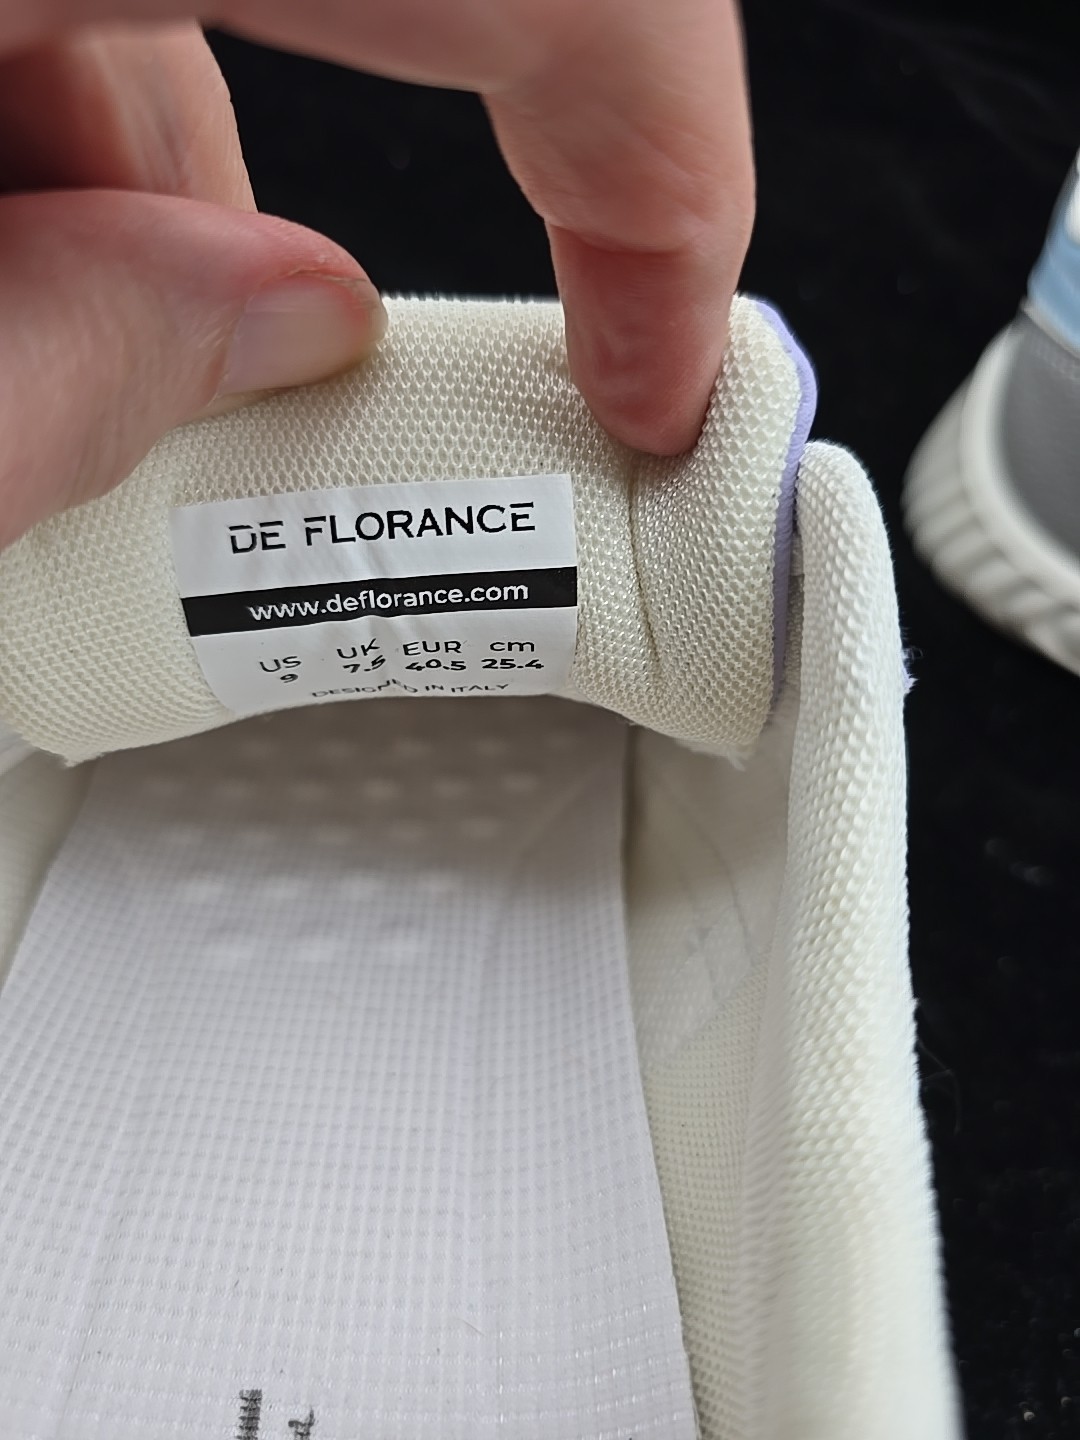 DE FLORANCE
www.deflorance.com
US UK EUR cm
9 7.5 40.5 25.4
DESIGNED IN ITALY